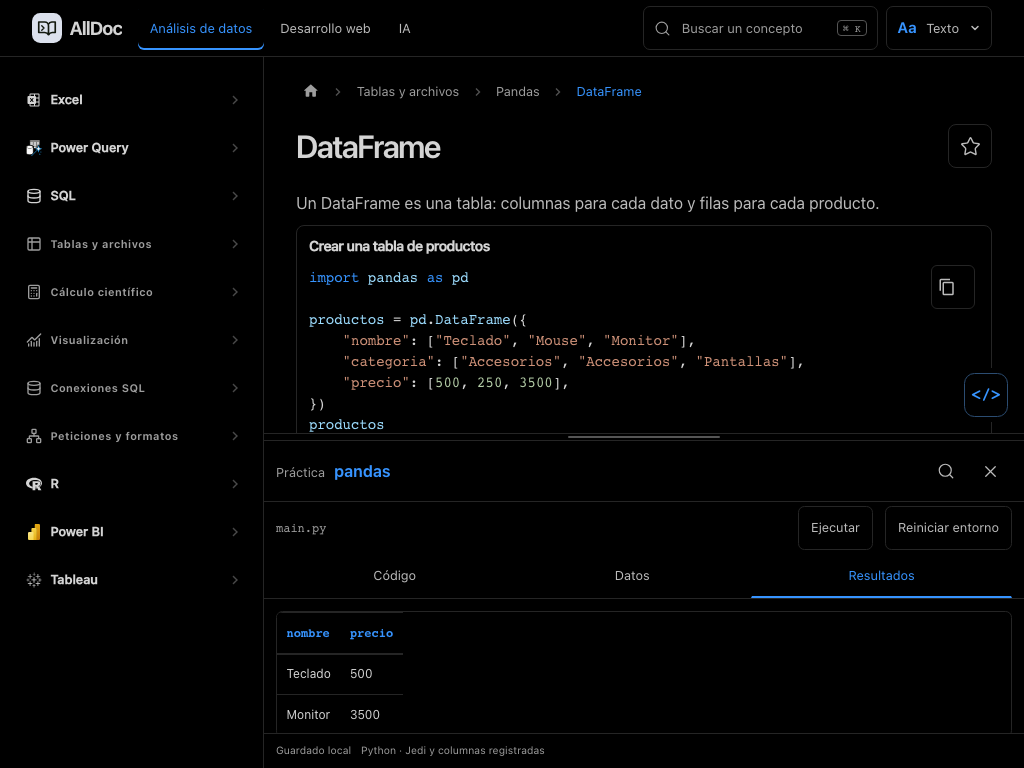 AllDoc
Análisis de datos
Desarrollo web
IA
Buscar un concepto
⌘ K
Aa Texto
Excel
Power Query
SQL
Tablas y archivos
Cálculo científico
Visualización
Conexiones SQL
Peticiones y formatos
R
Power BI
Tableau
Tablas y archivos > Pandas > DataFrame
DataFrame
Un DataFrame es una tabla: columnas para cada dato y filas para cada producto.
Crear una tabla de productos
import pandas as pd
productos = pd.DataFrame({
    "nombre": ["Teclado", "Mouse", "Monitor"],
    "categoria": ["Accesorios", "Accesorios", "Pantallas"],
    "precio": [500, 250, 3500],
})
productos
</>
Práctica pandas
main.py
Ejecutar
Reiniciar entorno
Código
Datos
Resultados
nombre precio
Teclado 500
Monitor 3500
Guardado local Python · Jedi y columnas registradas